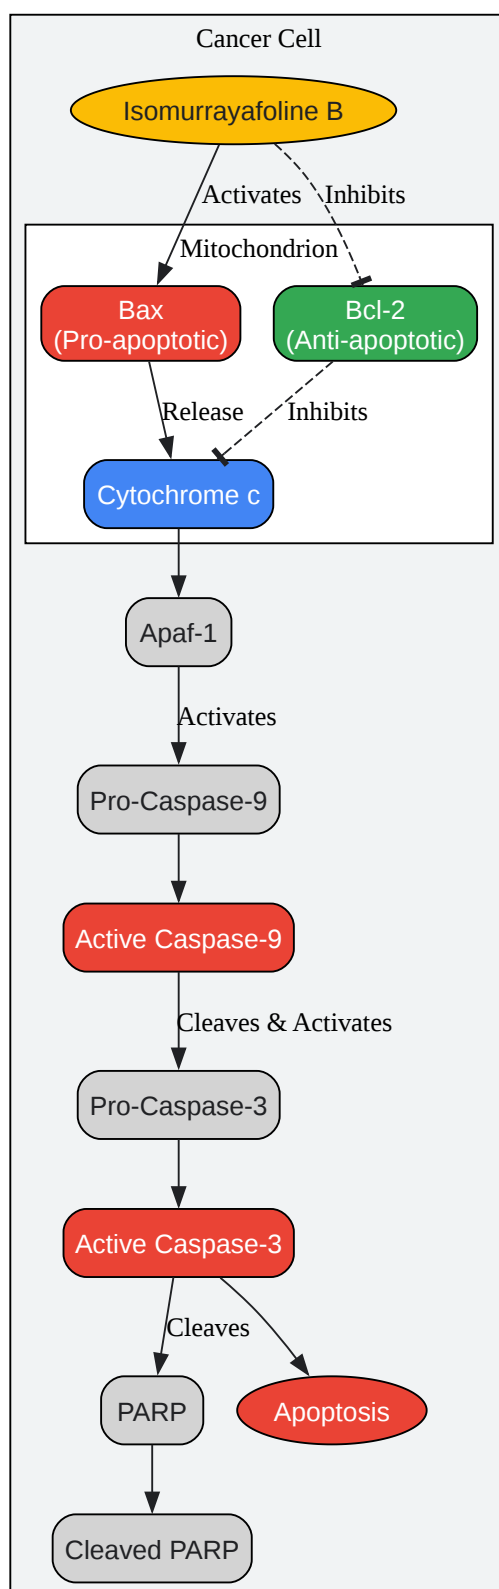 Cancer Cell
Isomurrayafoline B
Activates
Inhibits
Mitochondrion
Bax
(Pro-apoptotic)
Bcl-2
(Anti-apoptotic)
Release
Inhibits
Cytochrome c
Apaf-1
Activates
Pro-Caspase-9
Active Caspase-9
Cleaves & Activates
Pro-Caspase-3
Active Caspase-3
Cleaves
PARP
Apoptosis
Cleaved PARP